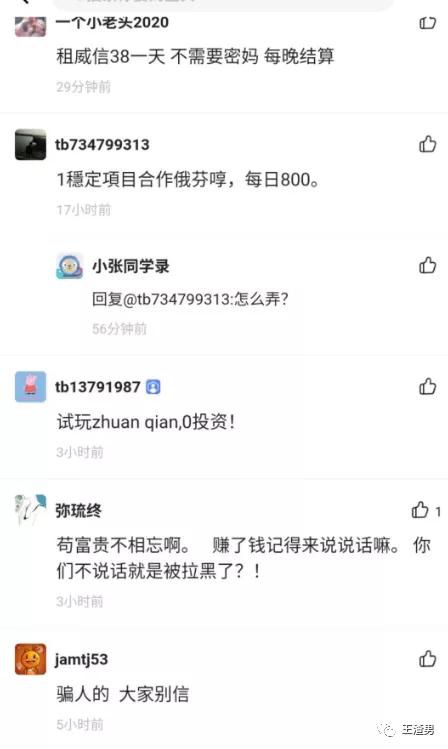 一个小老头2020
租威信38一天 不需要密妈 每晚结算
29分钟前
tb734799313
1穩定項目合作俄芬哼，每日800。
17小时前
小张同学录
回复@tb734799313:怎么弄？
56分钟前
tb13791987
试玩zhuan qian,0投资！
3小时前
弥琉终
1
苟富贵不相忘啊。 赚了钱记得来说说话嘛。 你
们不说话就是被拉黑了？！
3小时前
jamtj53
骗人的 大家别信
5小时前
王渣男